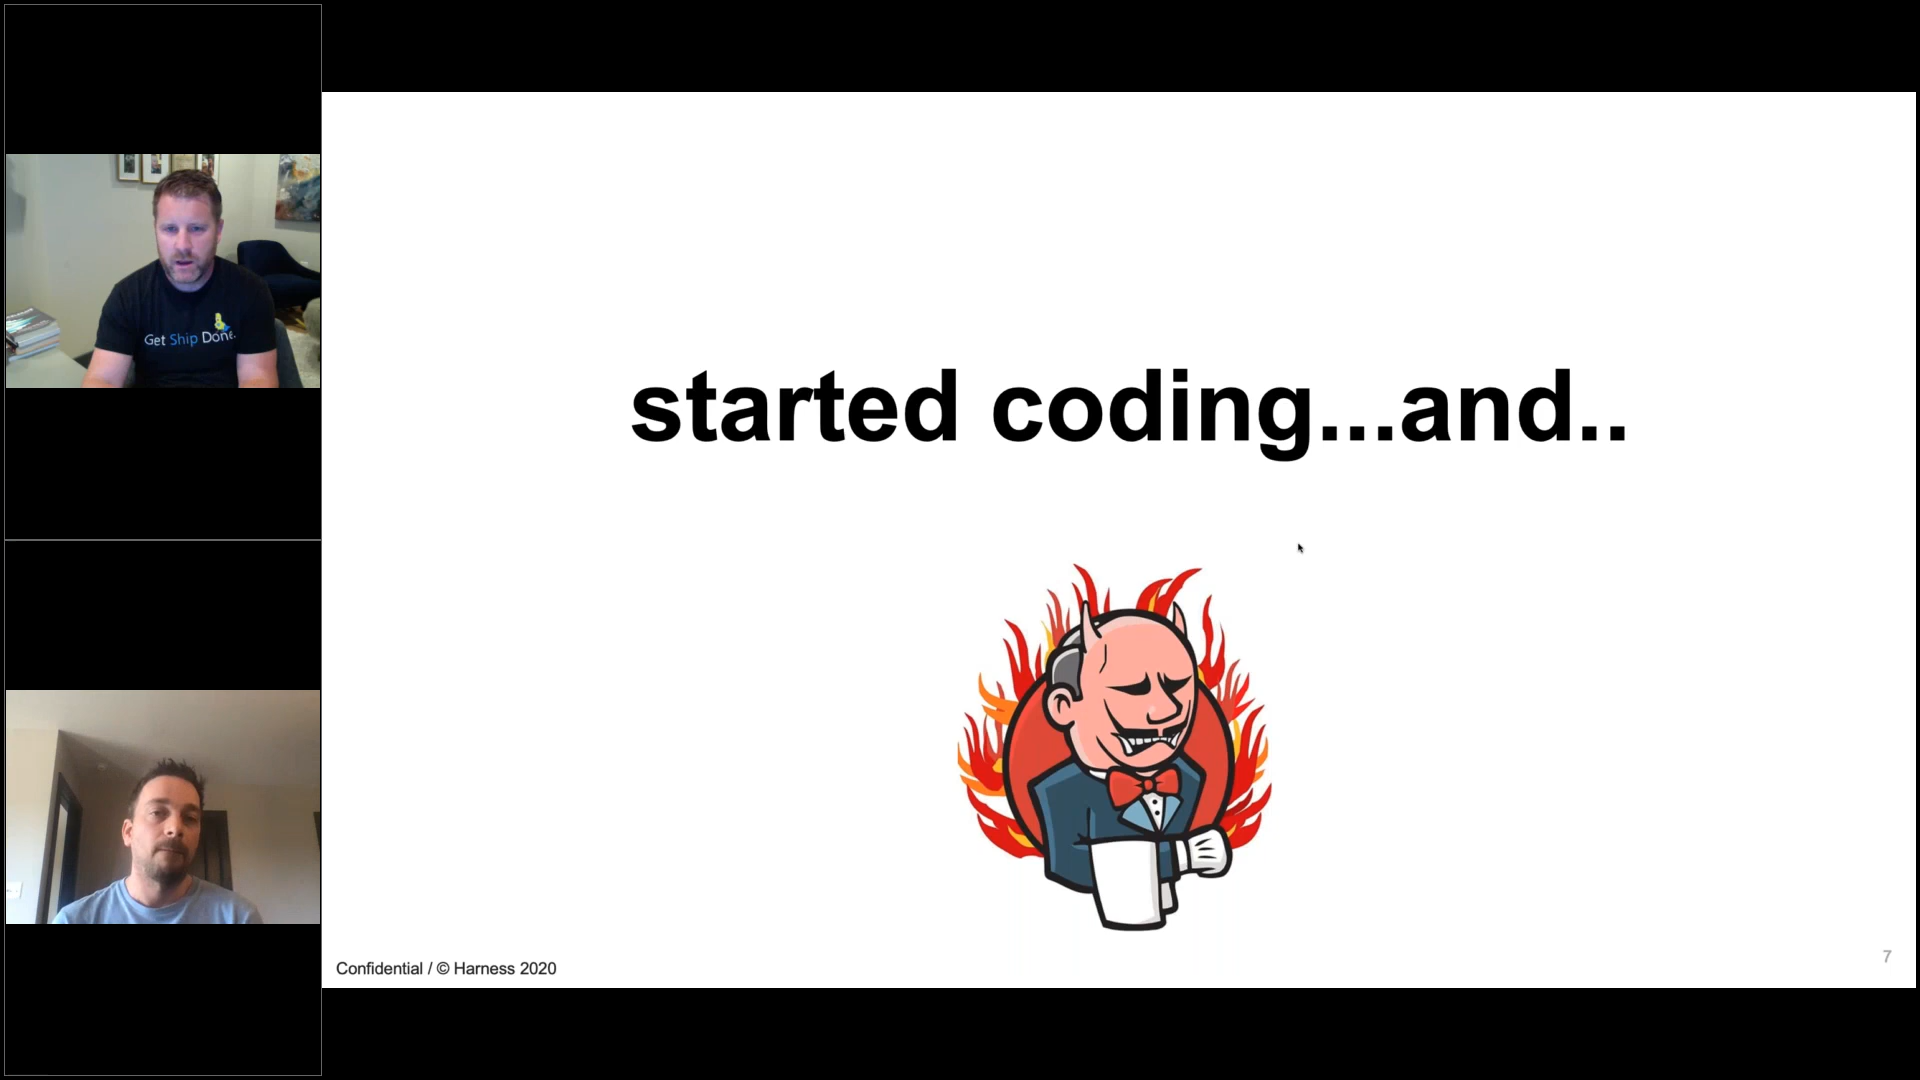 Get Ship Done.
started coding...and..
Confidential / © Harness 2020
7